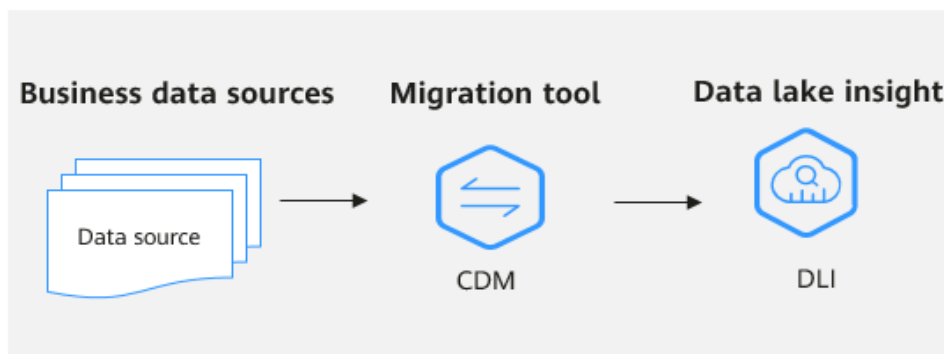 Business data sources
Migration tool
Data lake insight
Data source
CDM
DLI